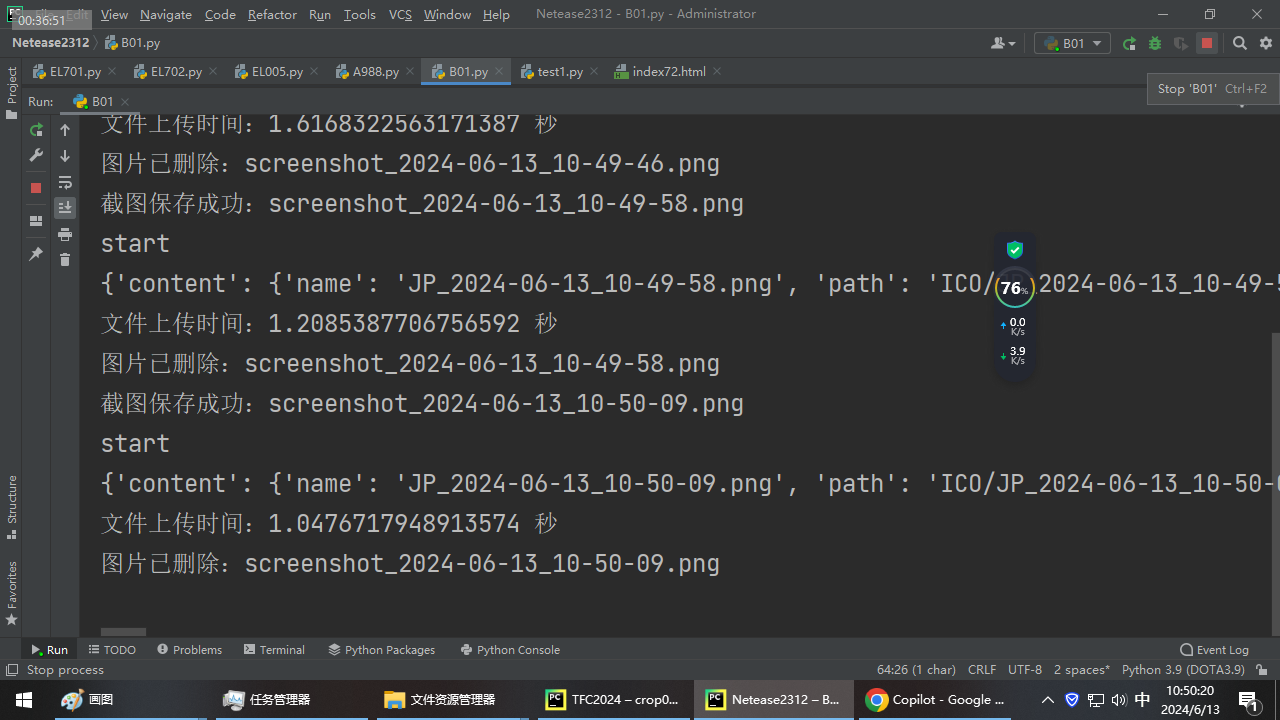 00:36:51
File Edit View Navigate Code Refactor Run Tools VCS Window Help Netease2312 - B01.py - Administrator
Netease2312 B01.py B01
EL701.py EL702.py EL005.py A988.py B01.py test1.py index72.html
Stop 'B01' Ctrl+F2
Project
Run: B01
文件上传时间：1.6168322563171387 秒
图片已删除：screenshot_2024-06-13_10-49-46.png
截图保存成功：screenshot_2024-06-13_10-49-58.png
start
{'content': {'name': 'JP_2024-06-13_10-49-58.png', 'path': 'ICO/JP_2024-06-13_10-49-5
文件上传时间：1.2085387706756592 秒
图片已删除：screenshot_2024-06-13_10-49-58.png
截图保存成功：screenshot_2024-06-13_10-50-09.png
start
{'content': {'name': 'JP_2024-06-13_10-50-09.png', 'path': 'ICO/JP_2024-06-13_10-50-0
文件上传时间：1.0476717948913574 秒
图片已删除：screenshot_2024-06-13_10-50-09.png
76%
0.0
K/s
3.9
K/s
Structure
Favorites
Run TODO Problems Terminal Python Packages Python Console Event Log
Stop process 64:26 (1 char) CRLF UTF-8 2 spaces* Python 3.9 (DOTA3.9)
画图 任务管理器 文件资源管理器 TFC2024 – crop0... Netease2312 – B... Copilot - Google ... 中 10:50:20
2024/6/13 1